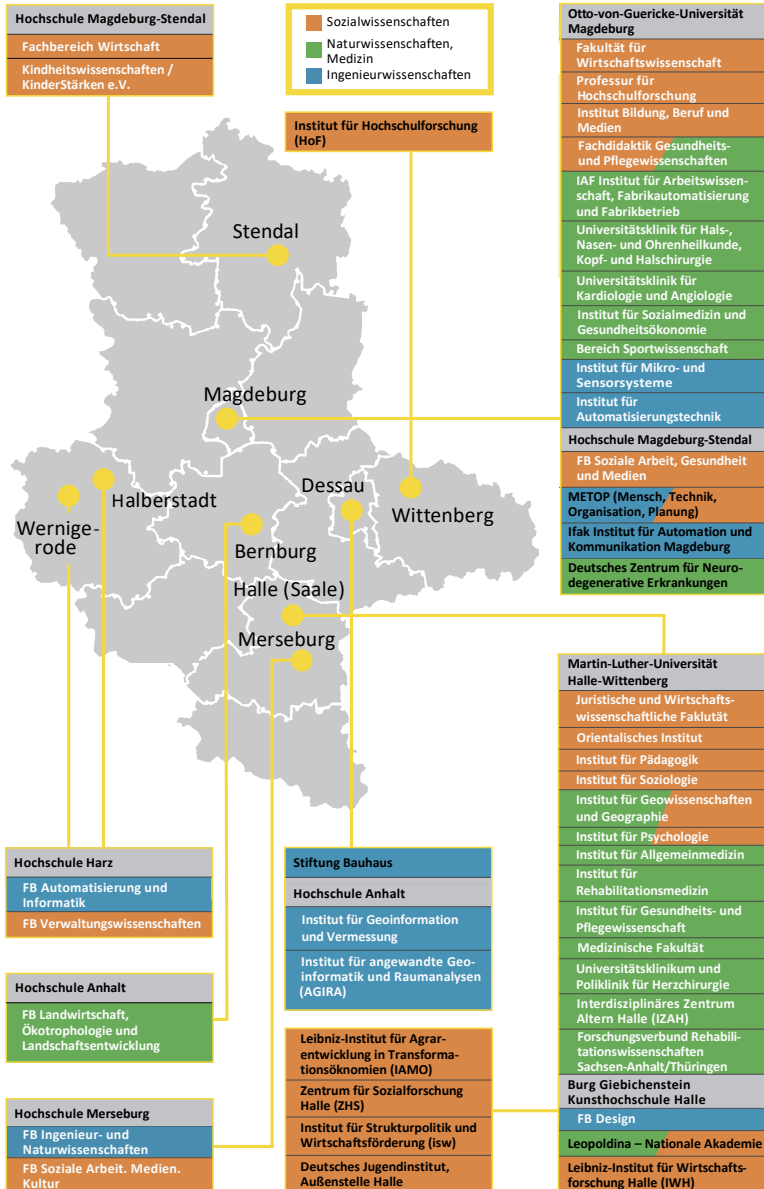 Hochschule Magdeburg-Stendal
Fachbereich Wirtschaft
Kindheitswissenschaften /
KinderStärken e.V.
Sozialwissenschaften
Naturwissenschaften,
Medizin
Ingenieurwissenschaften
Institut für Hochschulforschung
(HoF)
Otto-von-Guericke-Universität
Magdeburg
Fakultät für
Wirtschaftswissenschaft
Professur für
Hochschulforschung
Institut Bildung, Beruf und
Medien
Fachdidaktik Gesundheits-
und Pflegewissenschaften
IAF Institut für Arbeitswissen-
schaft, Fabrikautomatisierung
und Fabrikbetrieb
Universitätsklinik für Hals-,
Nasen- und Ohrenheilkunde,
Kopf- und Halschirurgie
Universitätsklinik für
Kardiologie und Angiologie
Institut für Sozialmedizin und
Gesundheitsökonomie
Bereich Sportwissenschaft
Institut für Mikro- und
Sensorsysteme
Institut für
Automatisierungstechnik
Hochschule Magdeburg-Stendal
FB Soziale Arbeit, Gesundheit
und Medien
METOP (Mensch, Technik,
Organisation, Planung)
Ifak Institut für Automation und
Kommunikation Magdeburg
Deutsches Zentrum für Neuro-
degenerative Erkrankungen
Stendal
Magdeburg
Halberstadt
Wernige-
rode
Bernburg
Dessau
Wittenberg
Halle (Saale)
Merseburg
Martin-Luther-Universität
Halle-Wittenberg
Juristische und Wirtschafts-
wissenschaftliche Faklutät
Orientalisches Institut
Institut für Pädagogik
Institut für Soziologie
Institut für Geowissenschaften
und Geographie
Institut für Psychologie
Institut für Allgemeinmedizin
Institut für
Rehabilitationsmedizin
Institut für Gesundheits- und
Pflegewissenschaft
Medizinische Fakultät
Universitätsklinikum und
Poliklinik für Herzchirurgie
Interdisziplinäres Zentrum
Altern Halle (IZAH)
Forschungsverbund Rehabili-
tationswissenschaften
Sachsen-Anhalt/Thüringen
Burg Giebichenstein
Kunsthochschule Halle
FB Design
Leopoldina – Nationale Akademie
Leibniz-Institut für Wirtschafts-
forschung Halle (IWH)
Hochschule Harz
FB Automatisierung und
Informatik
FB Verwaltungswissenschaften
Hochschule Anhalt
FB Landwirtschaft,
Ökotrophologie und
Landschaftsentwicklung
Hochschule Merseburg
FB Ingenieur- und
Naturwissenschaften
FB Soziale Arbeit. Medien.
Kultur
Stiftung Bauhaus
Hochschule Anhalt
Institut für Geoinformation
und Vermessung
Institut für angewandte Geo-
informatik und Raumanalysen
(AGIRA)
Leibniz-Institut für Agrar-
entwicklung in Transforma-
tionsöknomien (IAMO)
Zentrum für Sozialforschung
Halle (ZHS)
Institut für Strukturpolitik und
Wirtschaftsförderung (isw)
Deutsches Jugendinstitut,
Außenstelle Halle